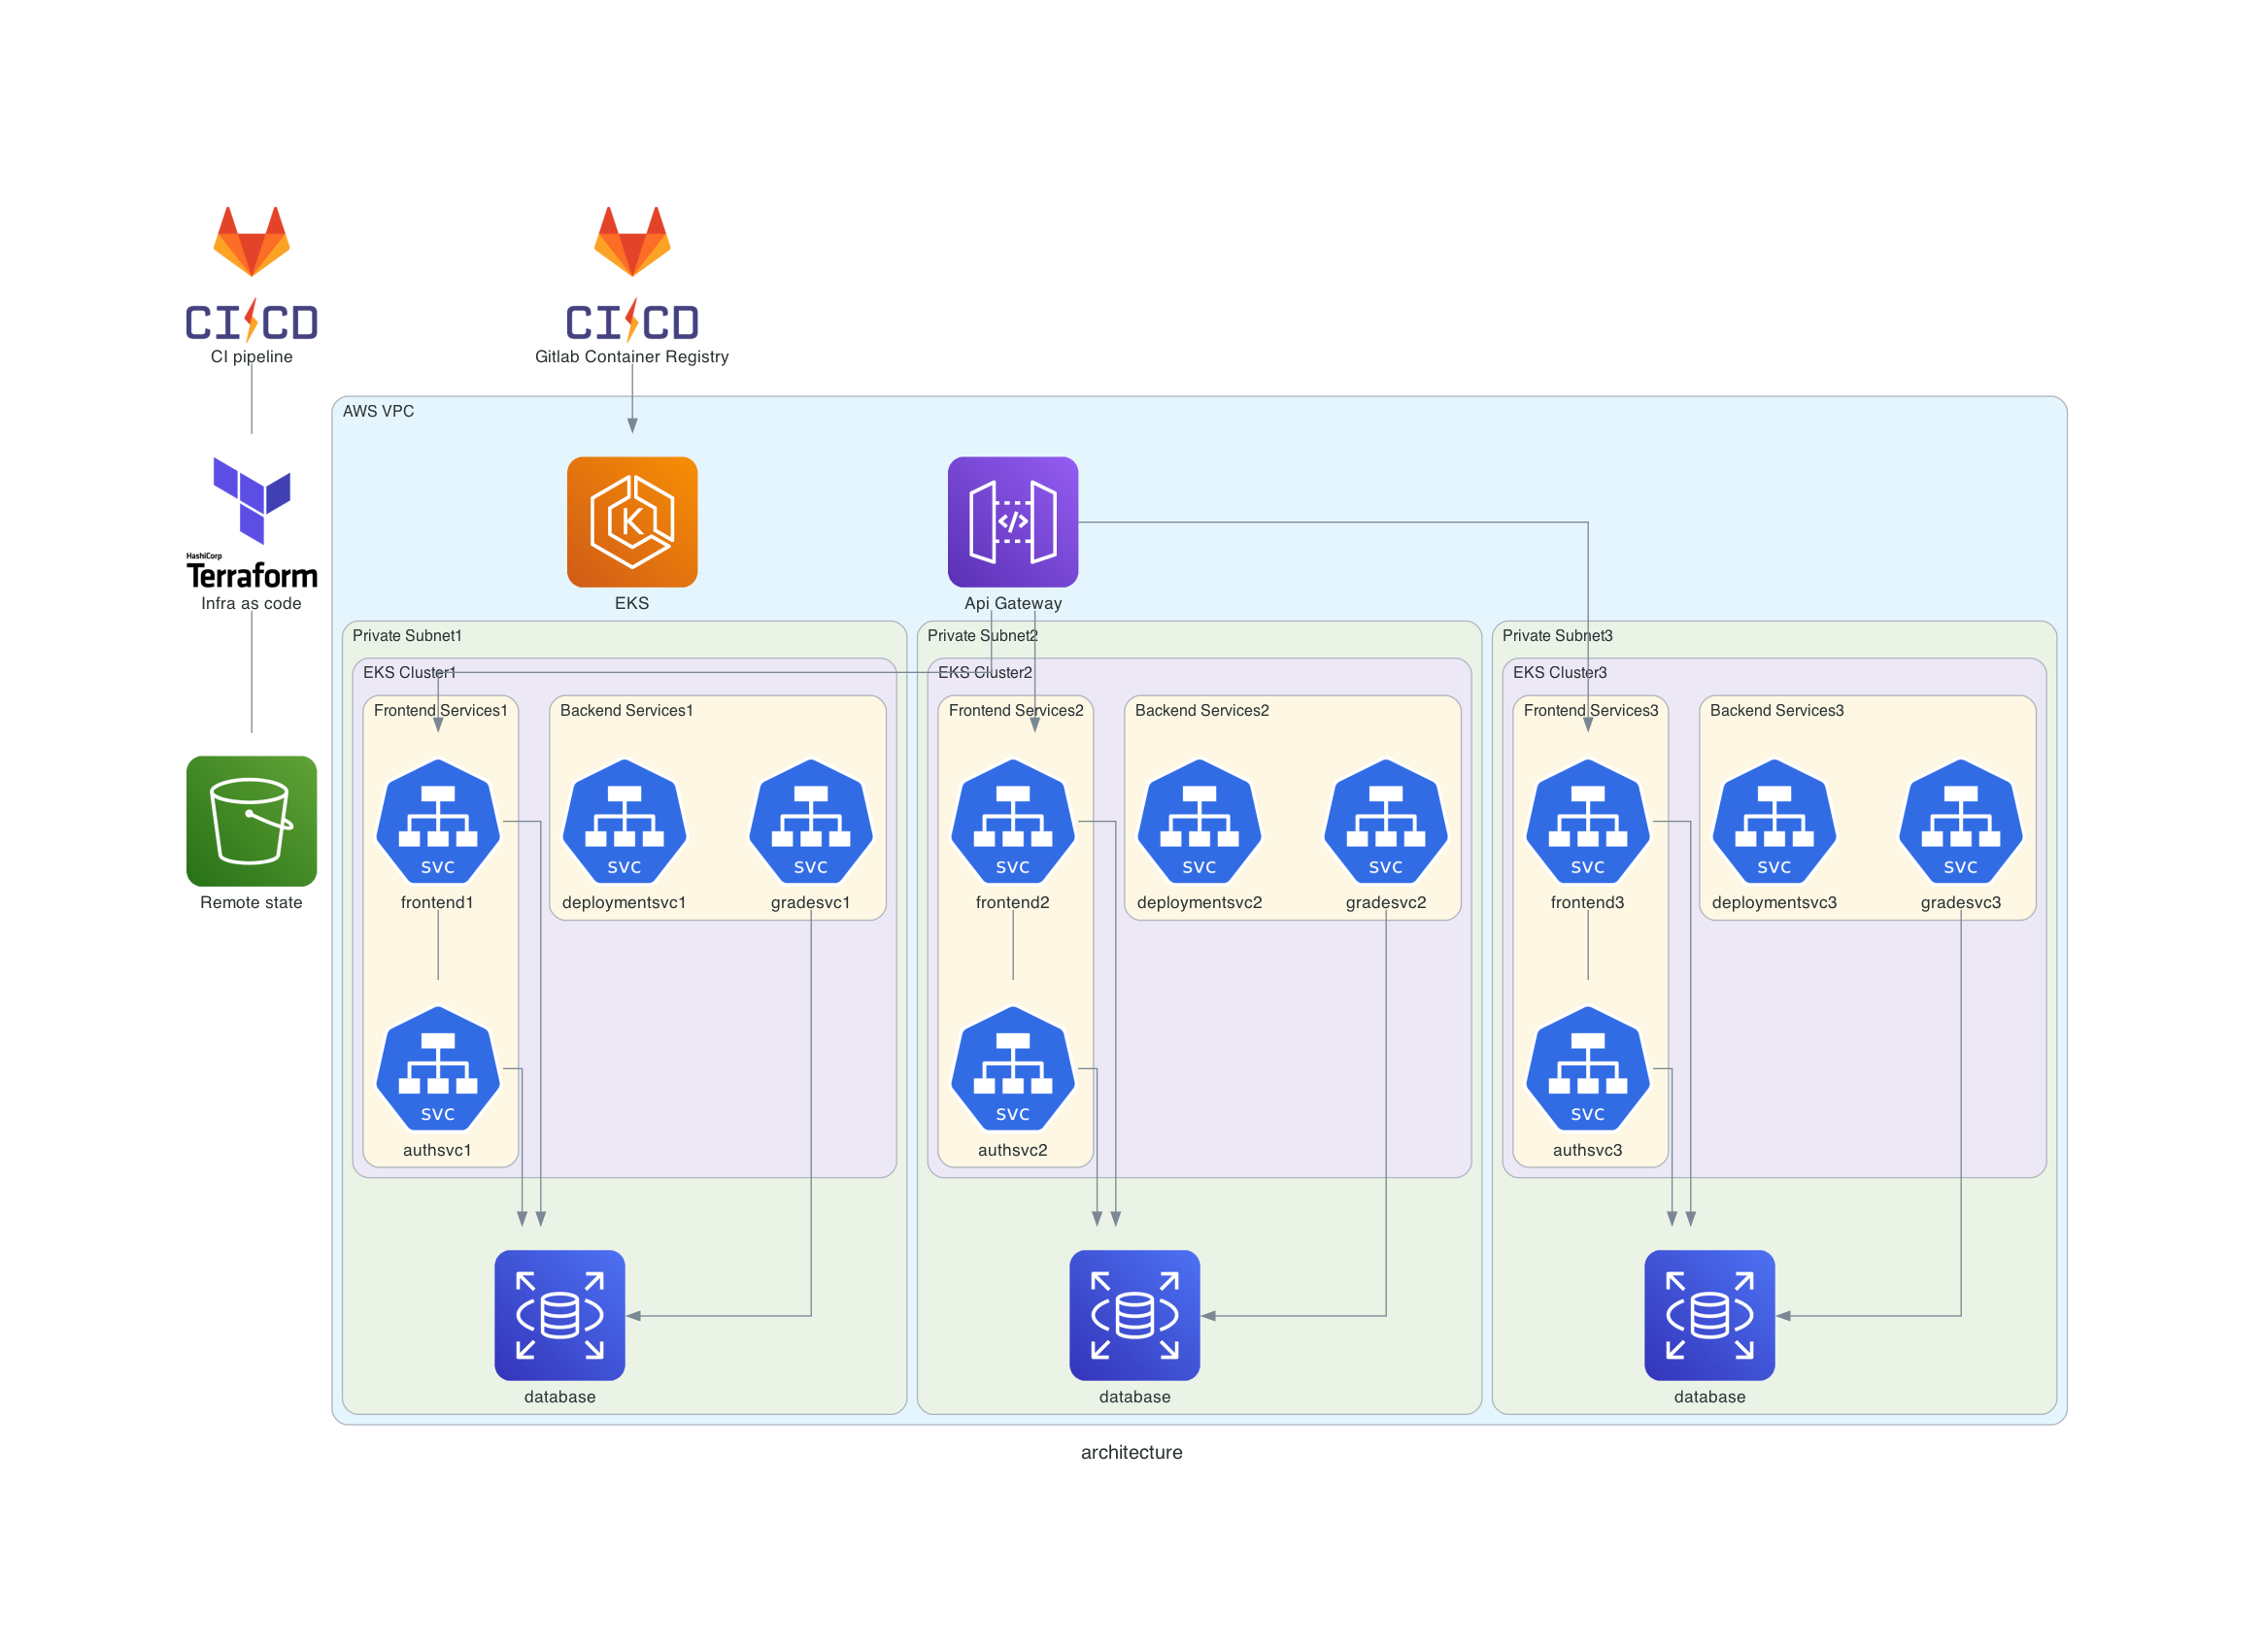 CI CD
CI pipeline
CI CD
Gitlab Container Registry
AWS VPC
HashiCorp
Terraform
Infra as code
K
EKS
</>
Api Gateway
Private Subnet1
Private Subnet2
Private Subnet3
EKS Cluster1
EKS Cluster2
EKS Cluster3
Frontend Services1
Backend Services1
Frontend Services2
Backend Services2
Frontend Services3
Backend Services3
svc
svc
svc
svc
svc
svc
svc
svc
svc
Remote state
frontend1
deploymentsvc1
gradesvc1
frontend2
deploymentsvc2
gradesvc2
frontend3
deploymentsvc3
gradesvc3
svc
svc
svc
authsvc1
authsvc2
authsvc3
database
database
database
architecture